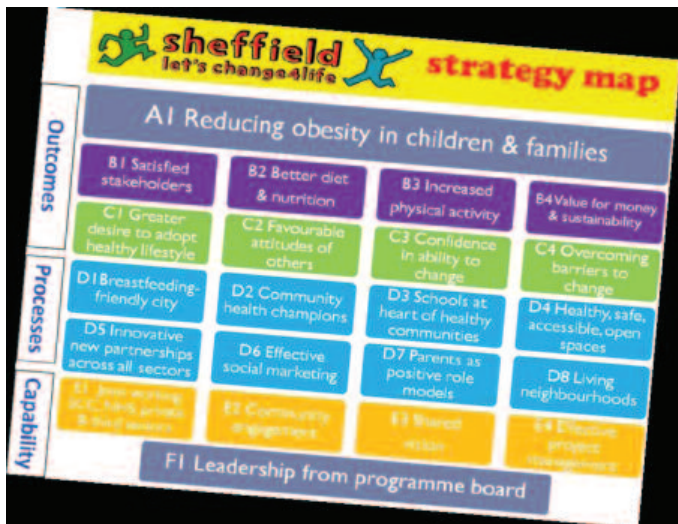 sheffield
let's change4life
strategy map
Outcomes
A1 Reducing obesity in children & families
B1 Satisfied
stakeholders
B2 Better diet
& nutrition
B3 Increased
physical activity
B4 Value for money
& sustainability
C1 Greater
desire to adopt
healthy lifestyle
C2 Favourable
attitudes of
others
C3 Confidence
in ability to
change
C4 Overcoming
barriers to
change
Processes
D1Breastfeeding-
friendly city
D2 Community
health champions
D3 Schools at
heart of healthy
communities
D4 Healthy, safe,
accessible, open
spaces
D5 Innovative
new partnerships
across all sectors
D6 Effective
social marketing
D7 Parents as
positive role
models
D8 Living
neighbourhoods
Capability
E1 Joint working
E2 Community
engagement
E3 Shared
E4 Effective
project
management
F1 Leadership from programme board